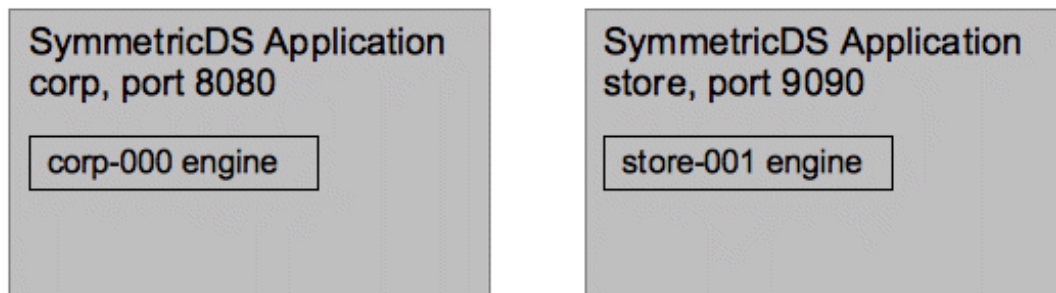 SymmetricDS Application
corp, port 8080
corp-000 engine
SymmetricDS Application
store, port 9090
store-001 engine